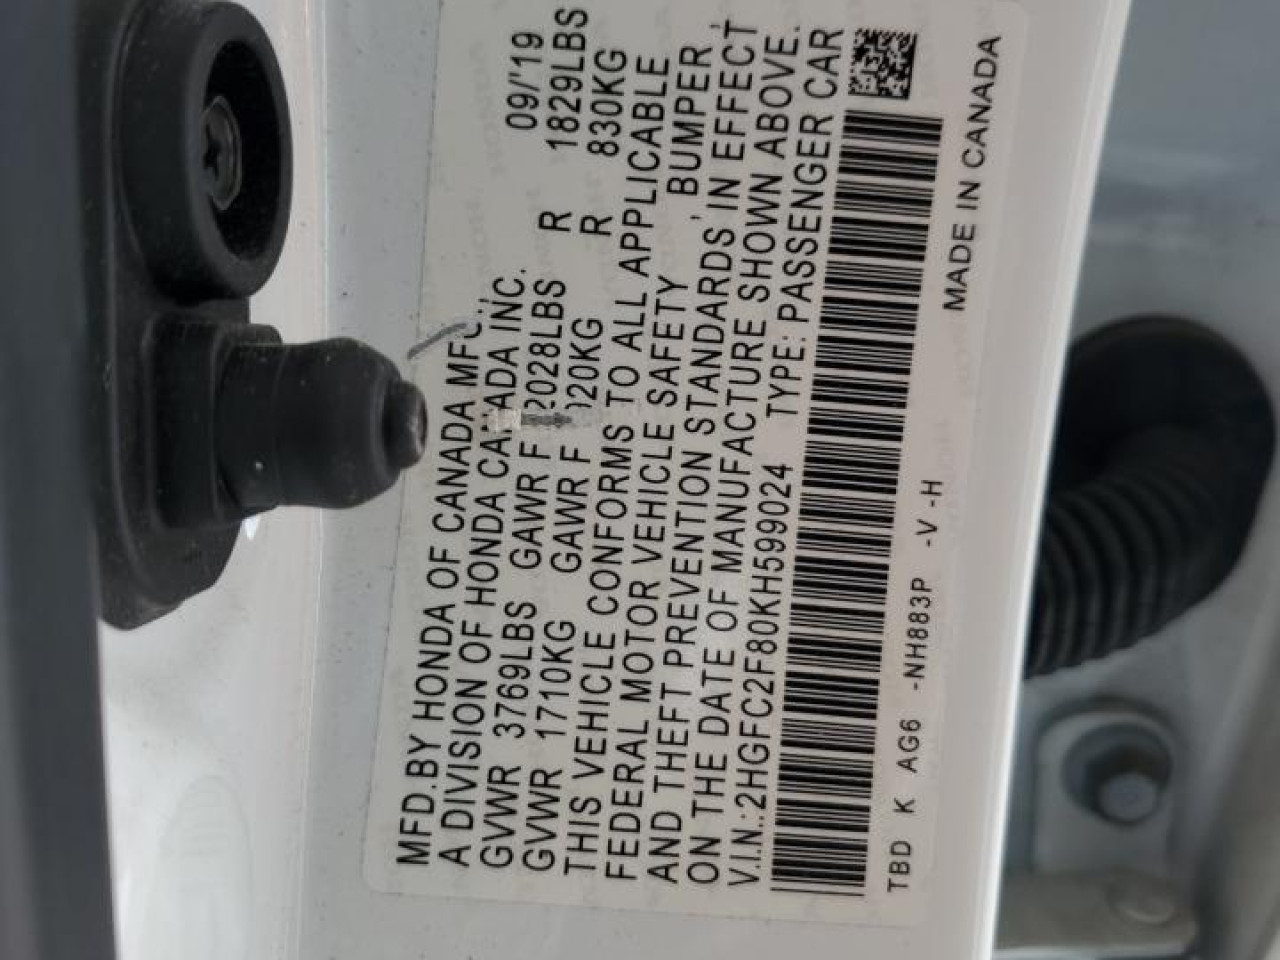 MFD.BY HONDA OF CANADA MFG., 09/'19
A DIVISION OF HONDA CANADA INC.
GVWR 3769LBS GAWR F 2028LBS R 1829LBS
GVWR 1710KG GAWR F 920KG R 830KG
THIS VEHICLE CONFORMS TO ALL APPLICABLE
FEDERAL MOTOR VEHICLE SAFETY, BUMPER,
AND THEFT PREVENTION STANDARDS IN EFFECT
ON THE DATE OF MANUFACTURE SHOWN ABOVE.
V.I.N.:2HGFC2F80KH599024 TYPE:PASSENGER CAR
TBD K AG6 -NH883P -V -H MADE IN CANADA